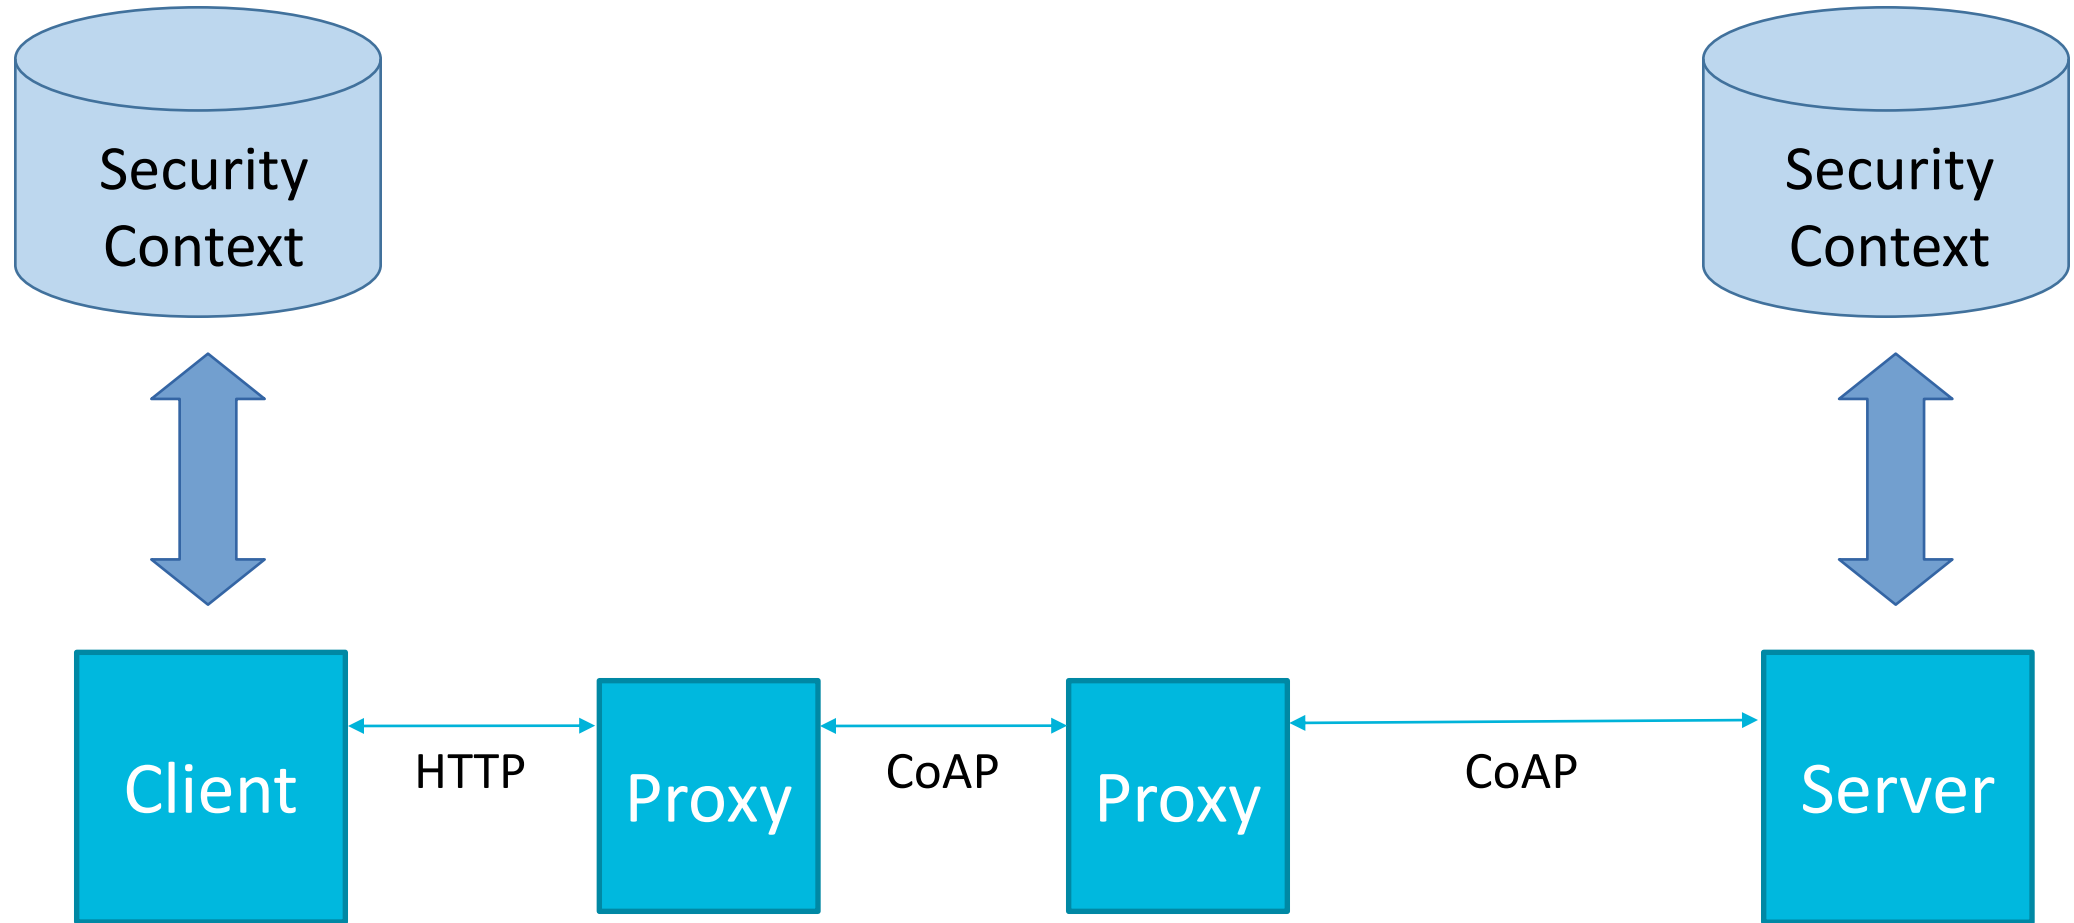 Security
Context
Security
Context
Client
HTTP
Proxy
CoAP
Proxy
CoAP
Server